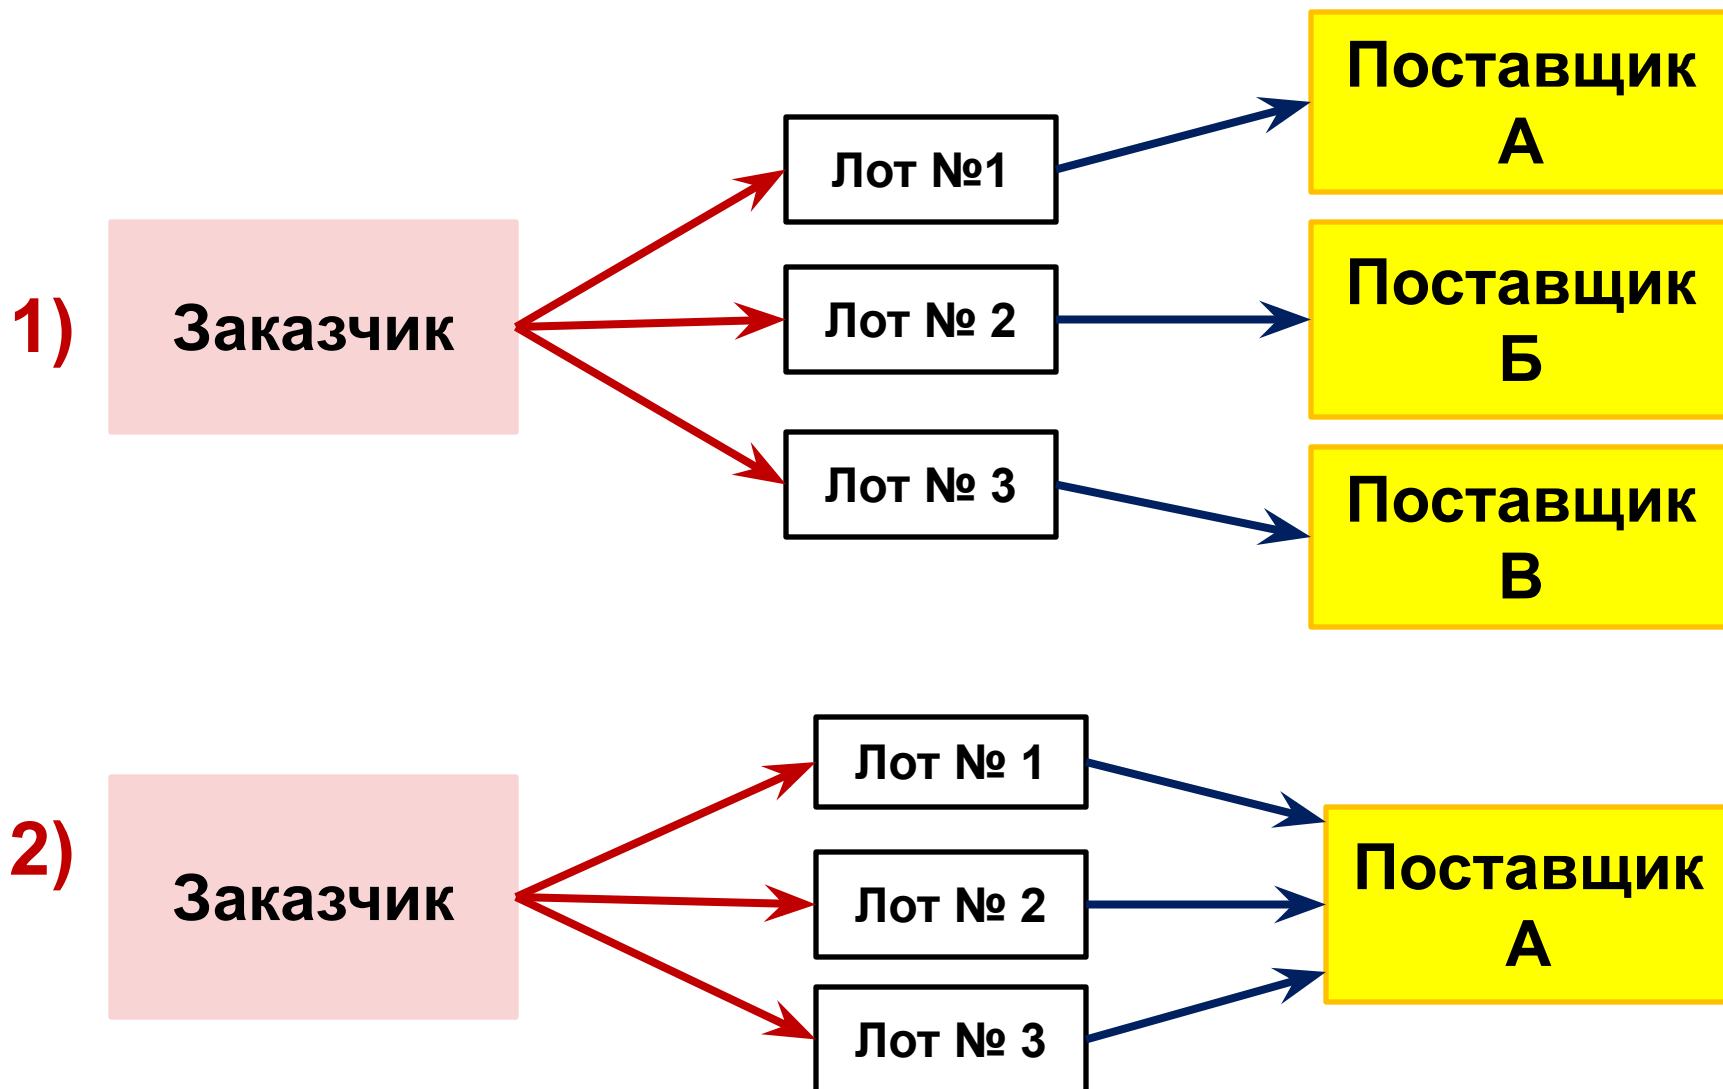 1)
Заказчик
Лот №1
Лот № 2
Лот № 3
Поставщик
А
Поставщик
Б
Поставщик
В
2)
Заказчик
Лот № 1
Лот № 2
Лот № 3
Поставщик
А